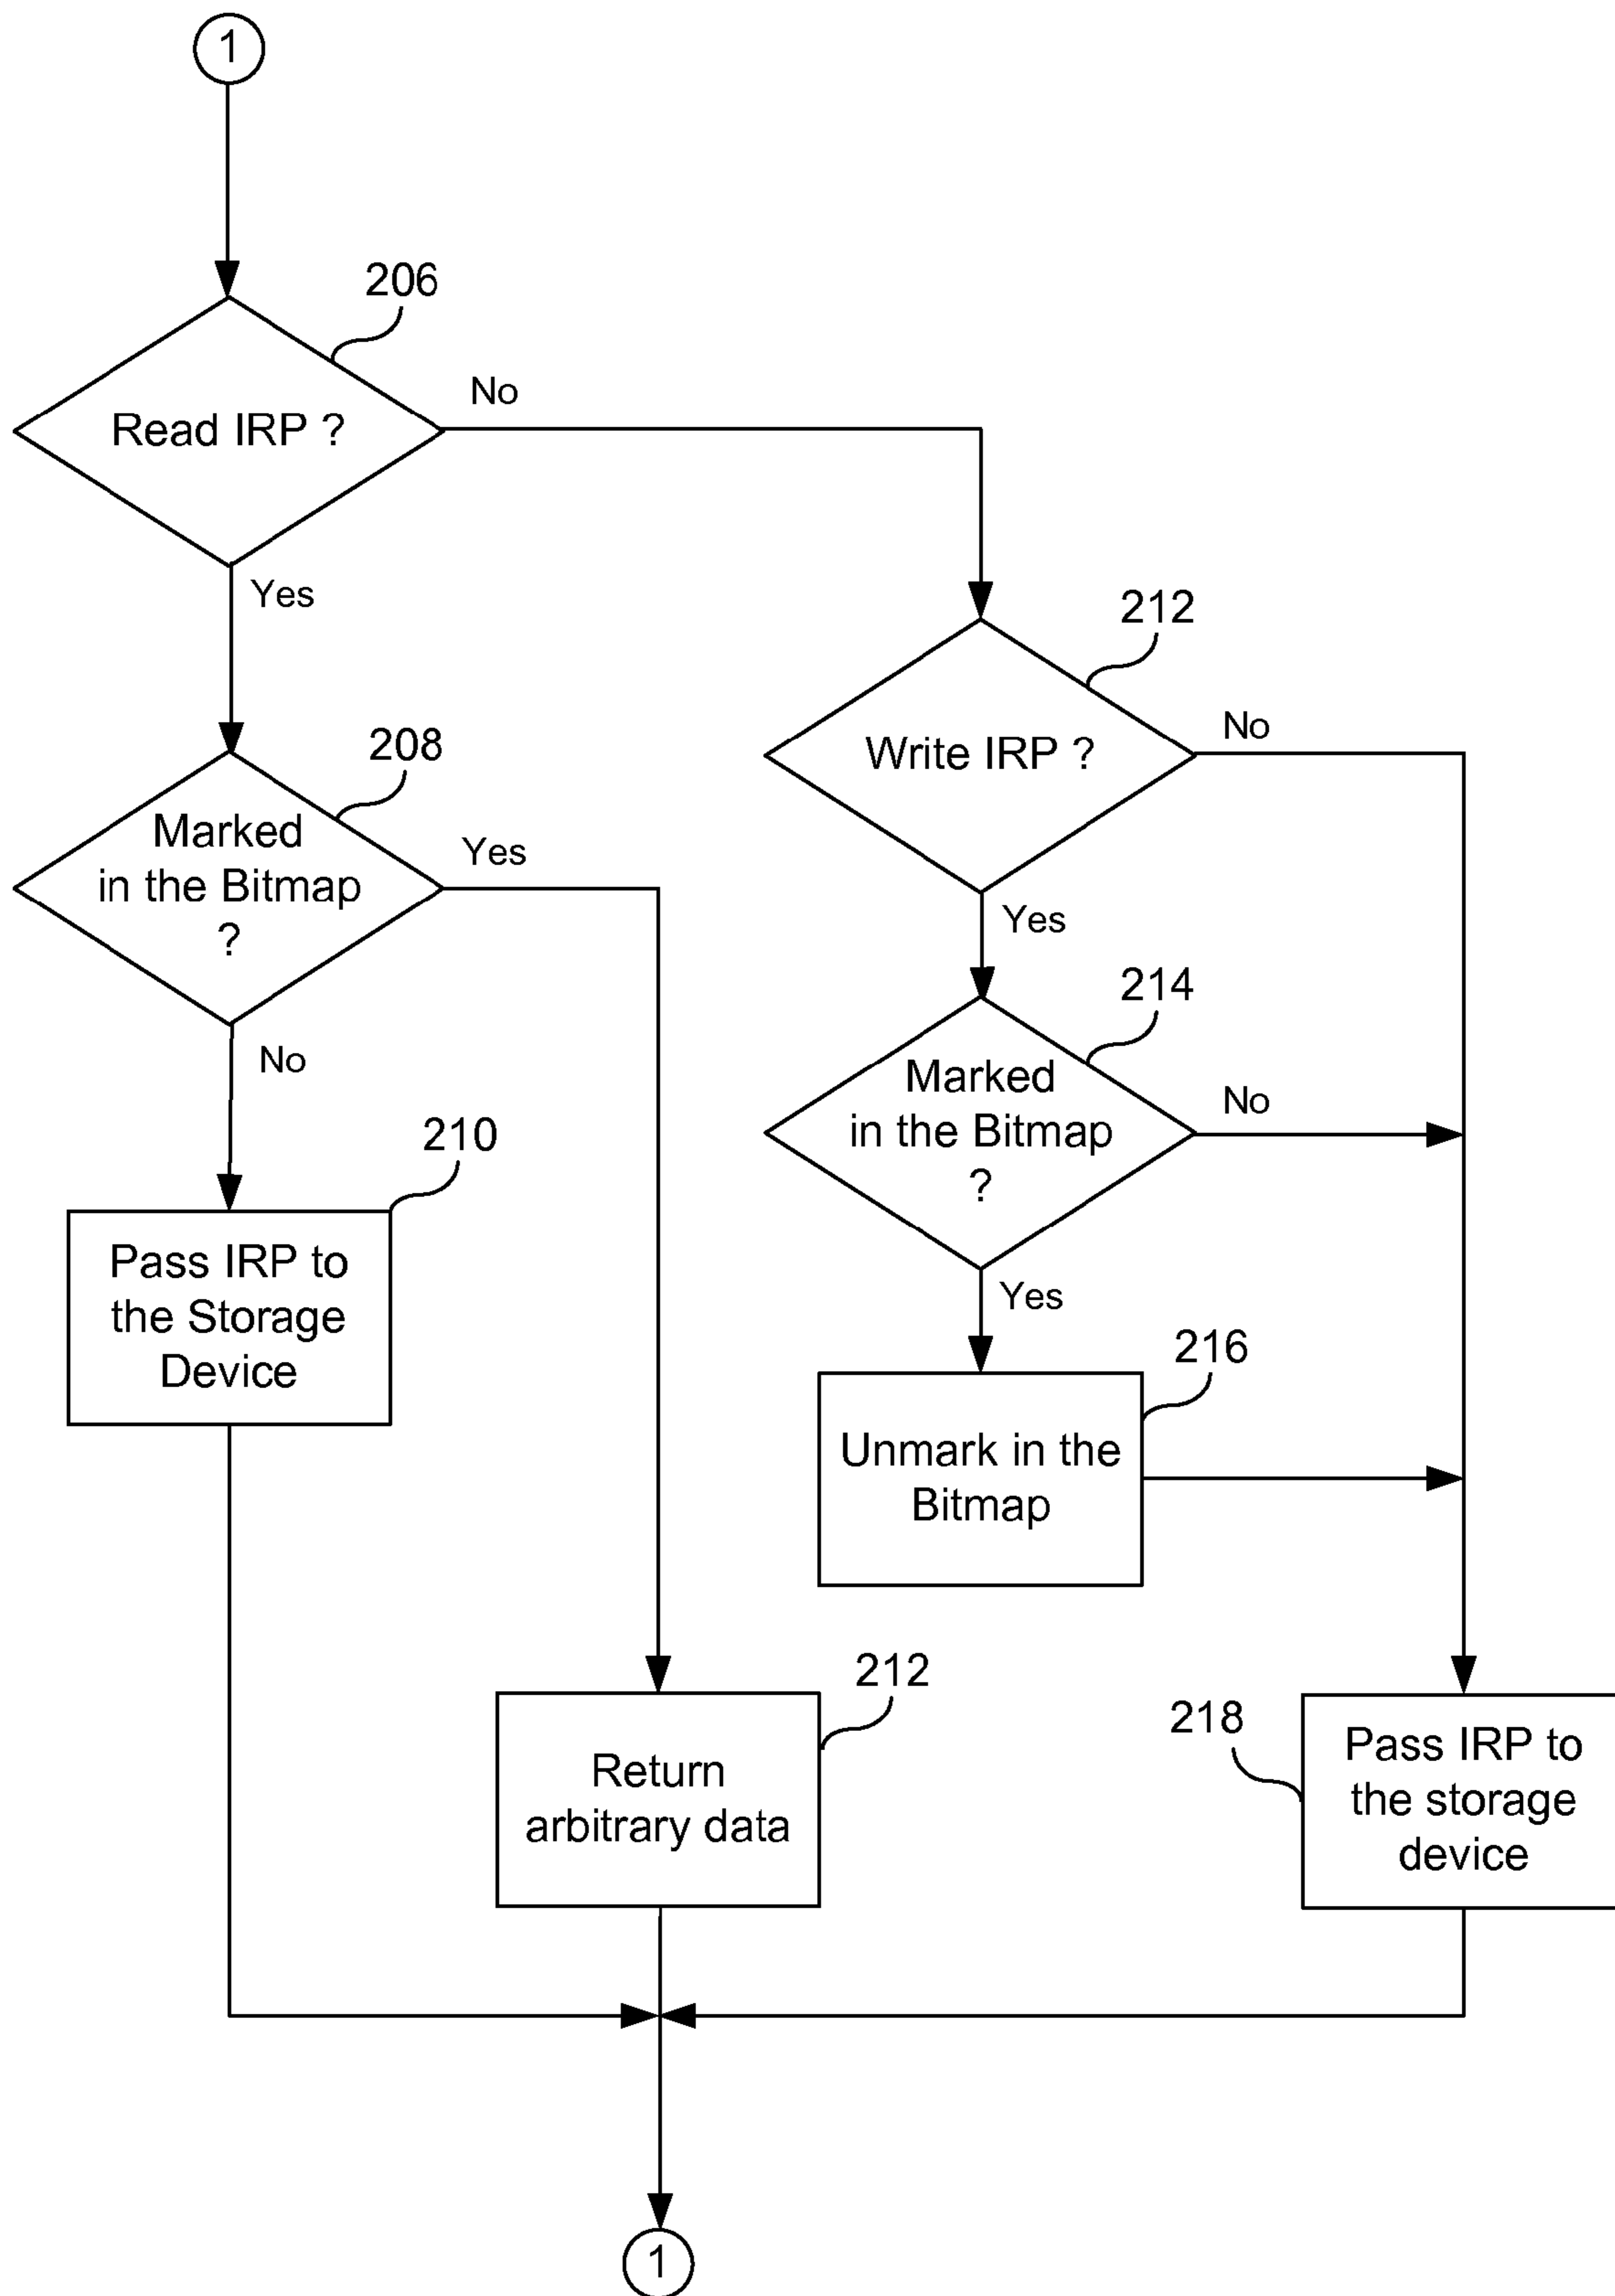 1
206
No
Read IRP ?
Yes
212
208
No
Write IRP ?
Marked
in the Bitmap
?
Yes
Yes
214
No
Marked
in the Bitmap
?
No
210
Pass IRP to
the Storage
Device
Yes
216
Unmark in the
Bitmap
212
218
Return
arbitrary data
Pass IRP to
the storage
device
1